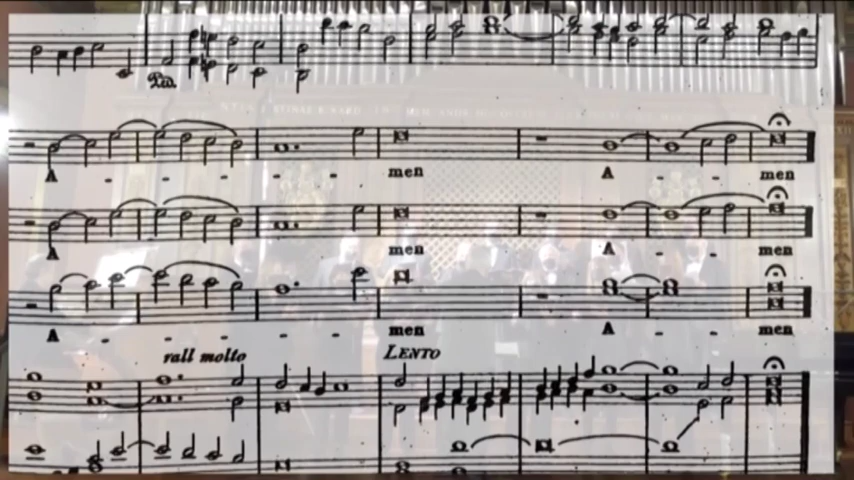 Ped.
A - - - - men A - - men
A men A - - men
A - - - - men A - - men
rall molto LENTO